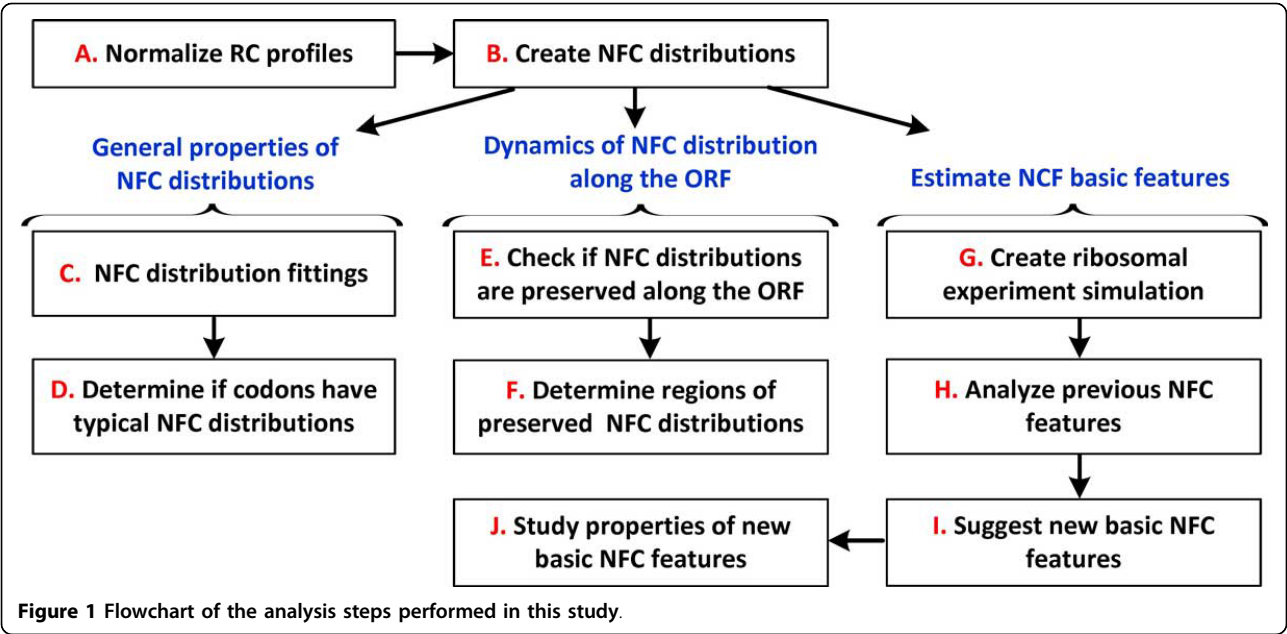 A. Normalize RC profiles
B. Create NFC distributions
General properties of
NFC distributions
Dynamics of NFC distribution
along the ORF
Estimate NCF basic features
C. NFC distribution fittings
E. Check if NFC distributions
are preserved along the ORF
G. Create ribosomal
experiment simulation
D. Determine if codons have
typical NFC distributions
F. Determine regions of
preserved NFC distributions
H. Analyze previous NFC
features
J. Study properties of new
basic NFC features
I. Suggest new basic NFC
features
Figure 1 Flowchart of the analysis steps performed in this study.